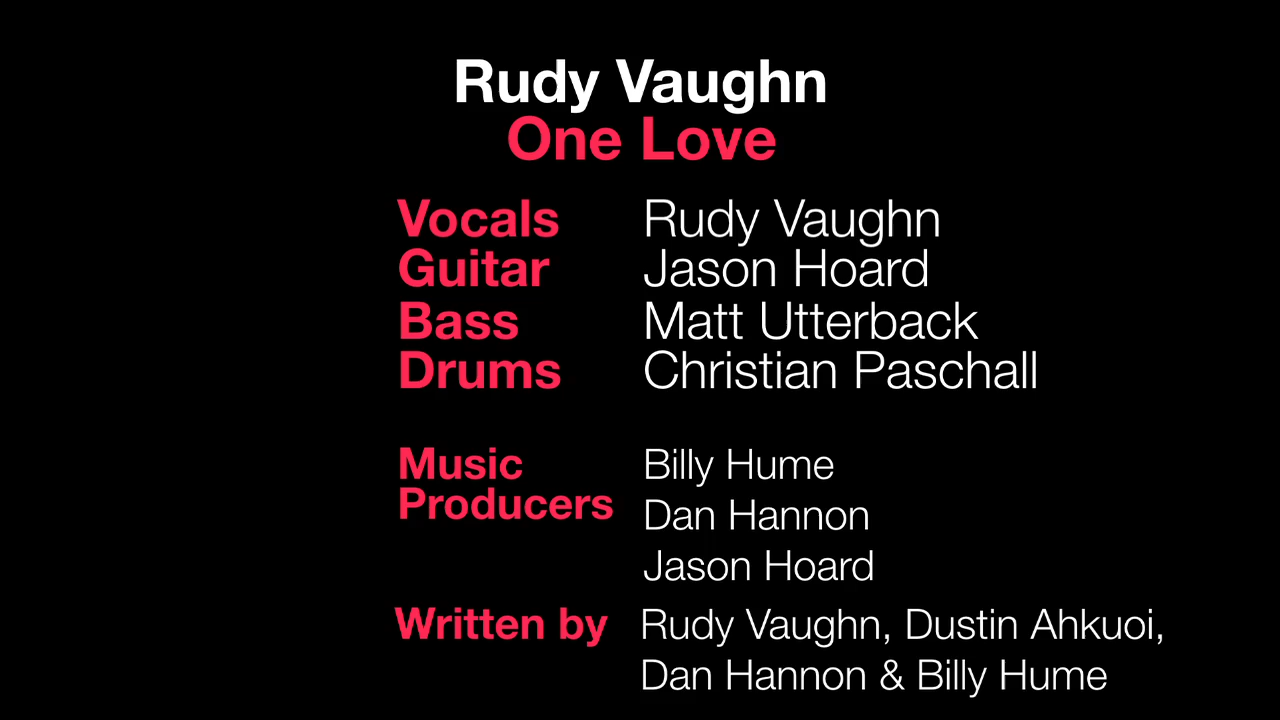 Rudy Vaughn
One Love
Vocals Rudy Vaughn
Guitar Jason Hoard
Bass Matt Utterback
Drums Christian Paschall
Music Billy Hume
Producers Dan Hannon
Jason Hoard
Written by Rudy Vaughn, Dustin Ahkuoi,
Dan Hannon & Billy Hume